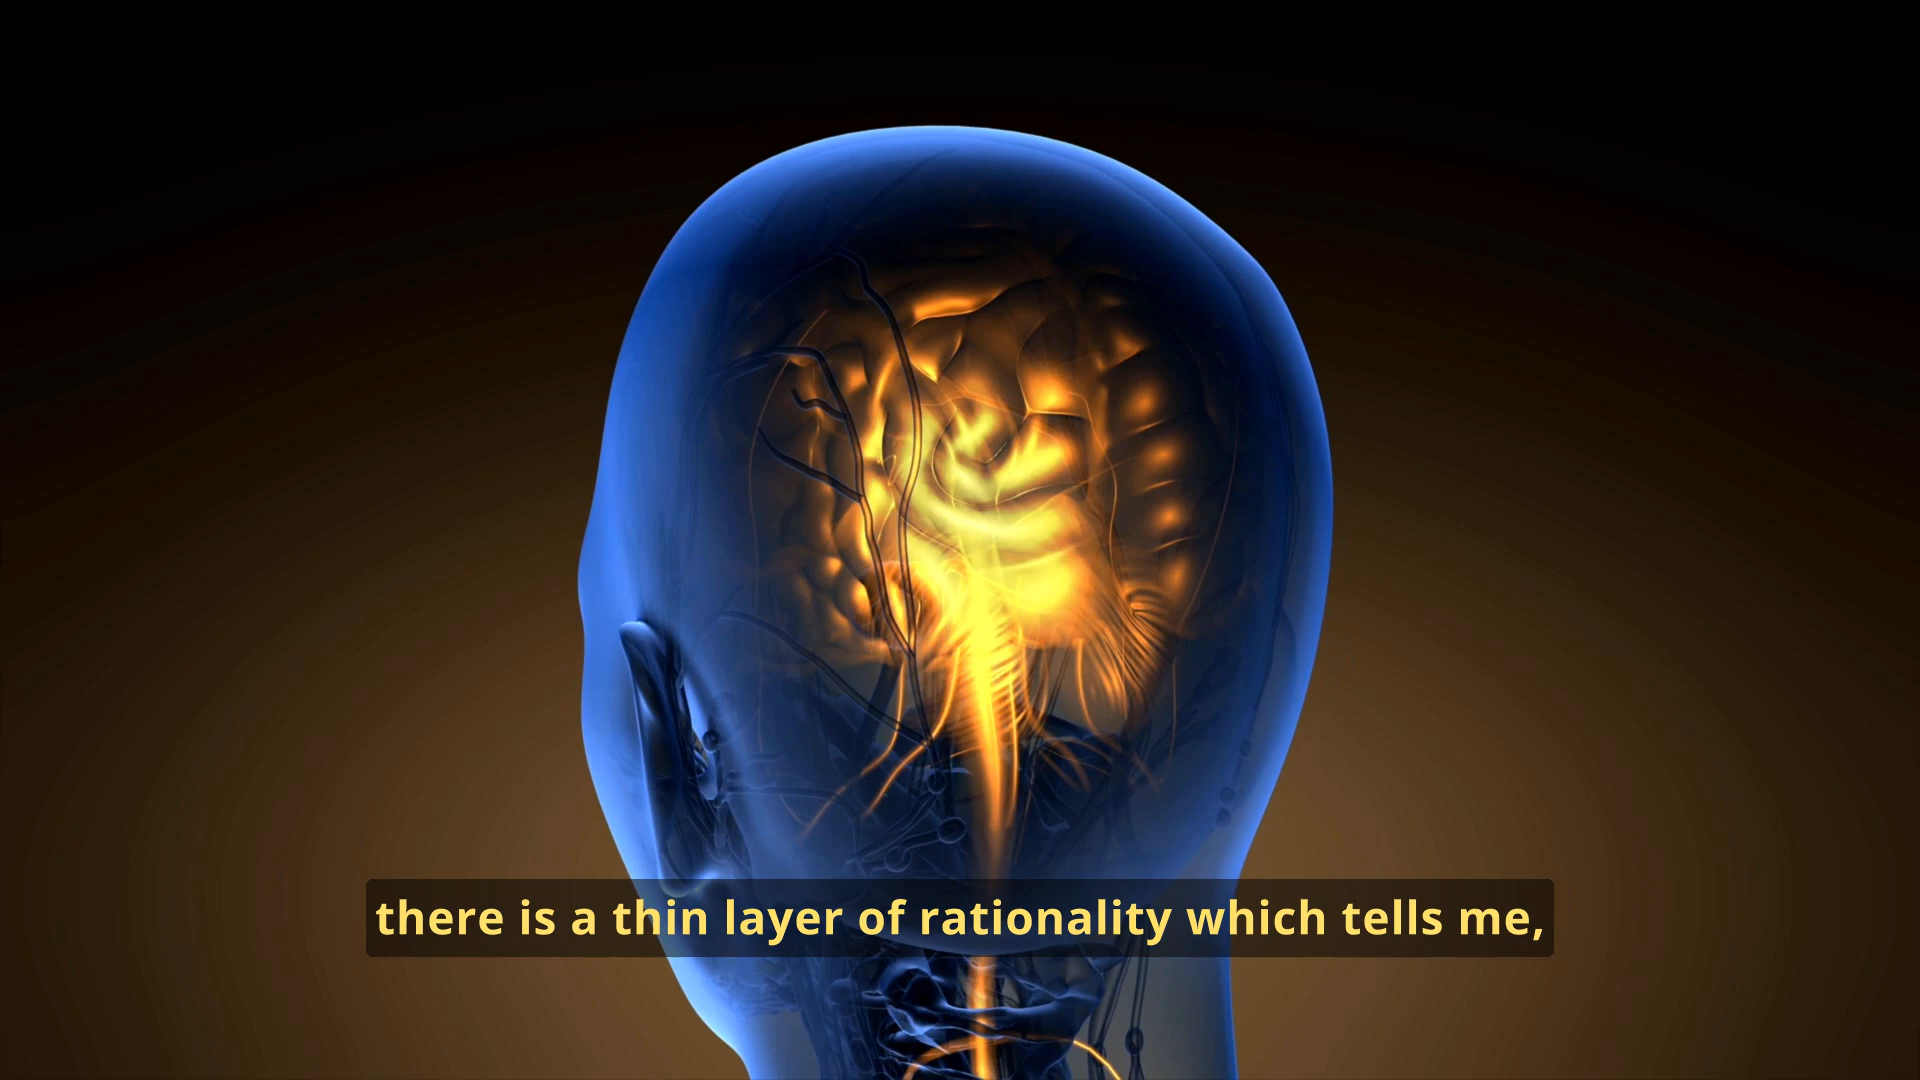 there is a thin layer of rationality which tells me,